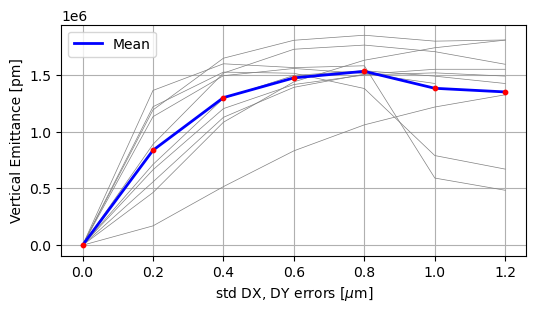 1e6
Mean
Vertical Emittance [pm]
1.5
1.0
0.5
0.0
0.0 0.2 0.4 0.6 0.8 1.0 1.2
std DX, DY errors [μm]